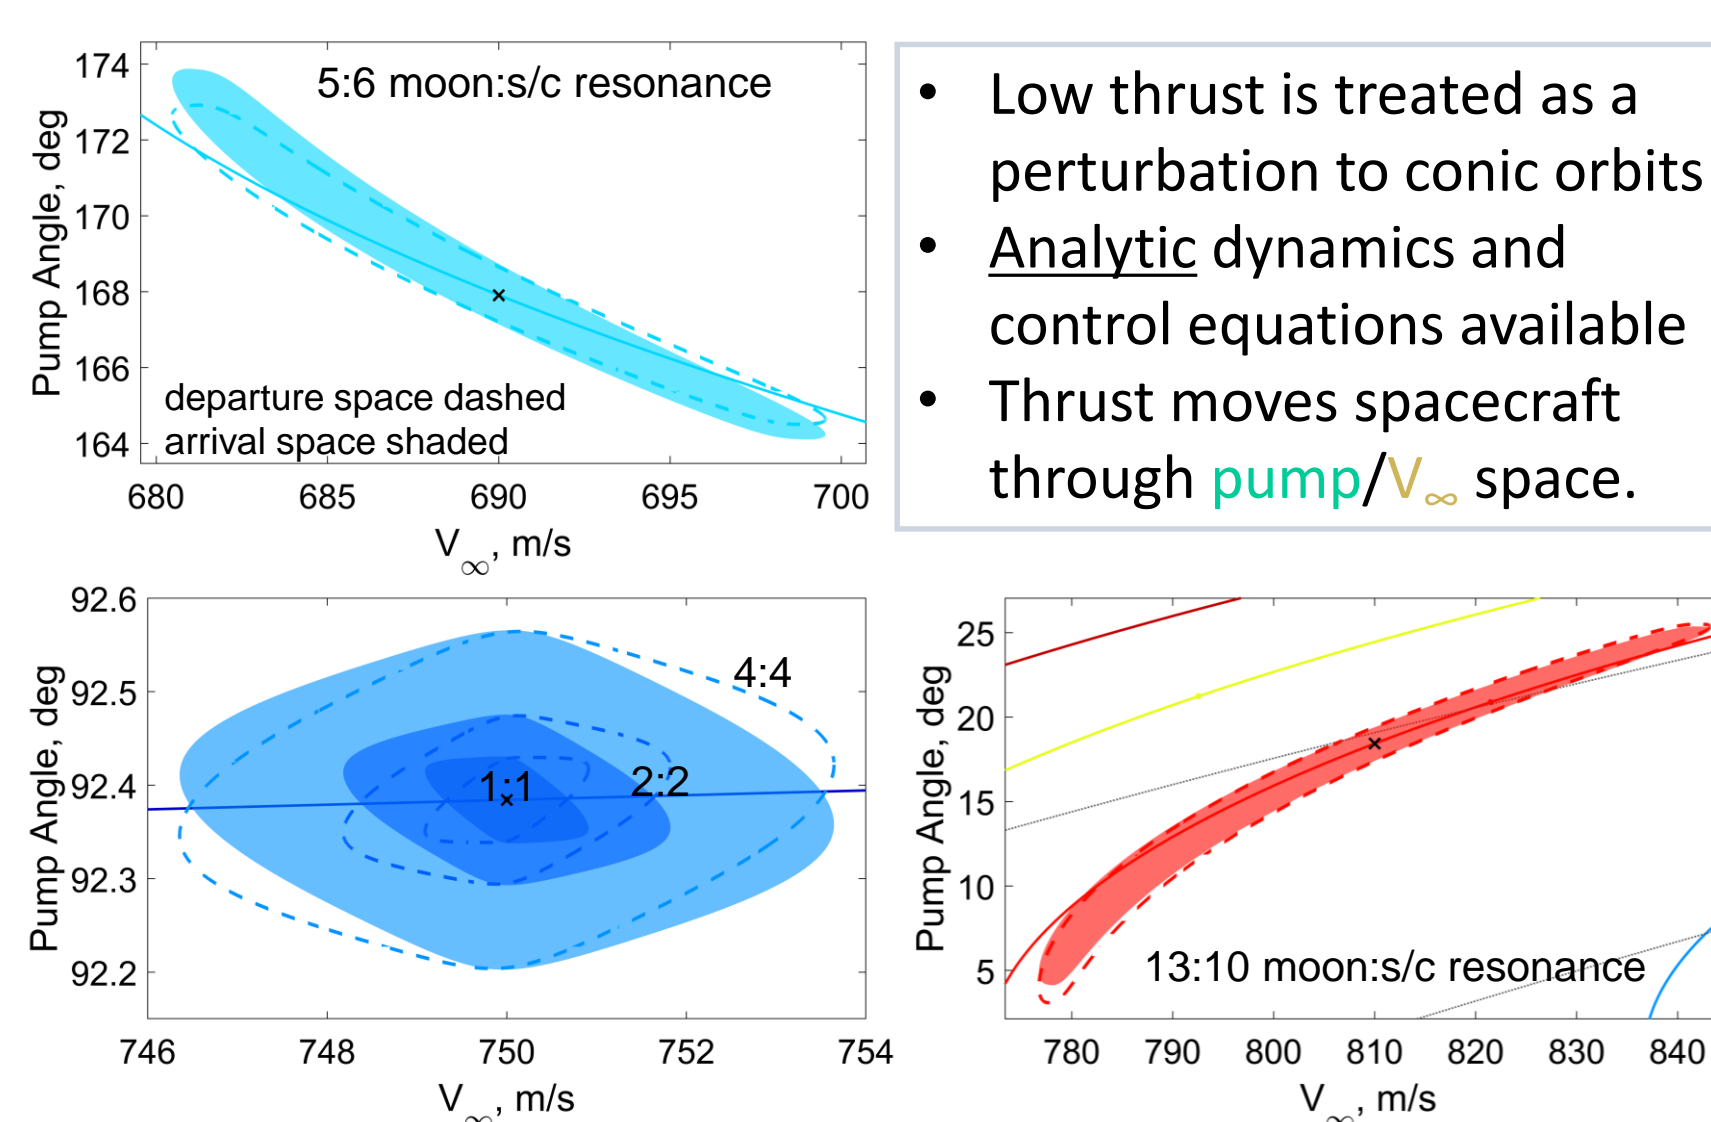 174
172
170
168
166
164
Pump Angle, deg
5:6 moon:s/c resonance
departure space dashed
arrival space shaded
680 685 690 695 700
V∞, m/s
• Low thrust is treated as a
perturbation to conic orbits
• Analytic dynamics and
control equations available
• Thrust moves spacecraft
through pump/V∞ space.
92.6
92.5
92.4
92.3
92.2
Pump Angle, deg
4:4
2:2
1:1
746 748 750 752 754
V∞, m/s
25
20
15
10
5
Pump Angle, deg
13:10 moon:s/c resonance
780 790 800 810 820 830 840
V∞, m/s